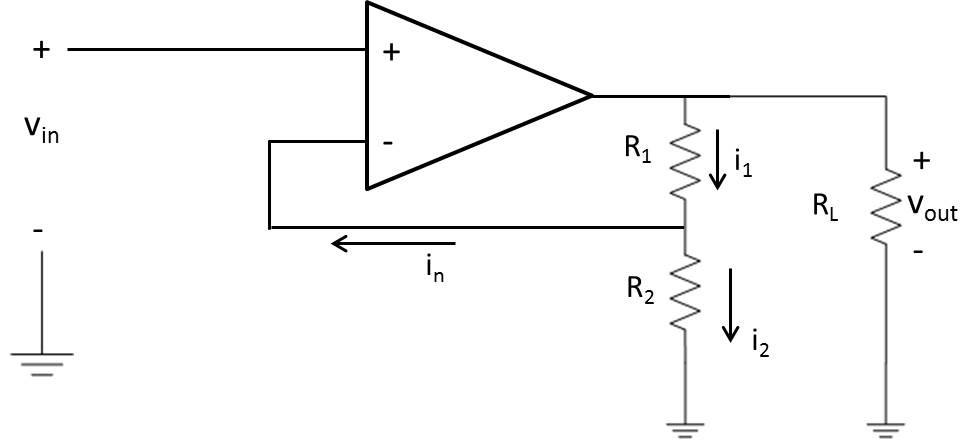 +
vin
-
+
-
R1
i1
in
R2
i2
RL
+
vout
-